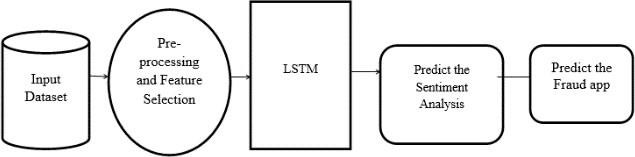 Input
Dataset
Pre-
processing
and Feature
Selection
LSTM
Predict the
Sentiment
Analysis
Predict the
Fraud app